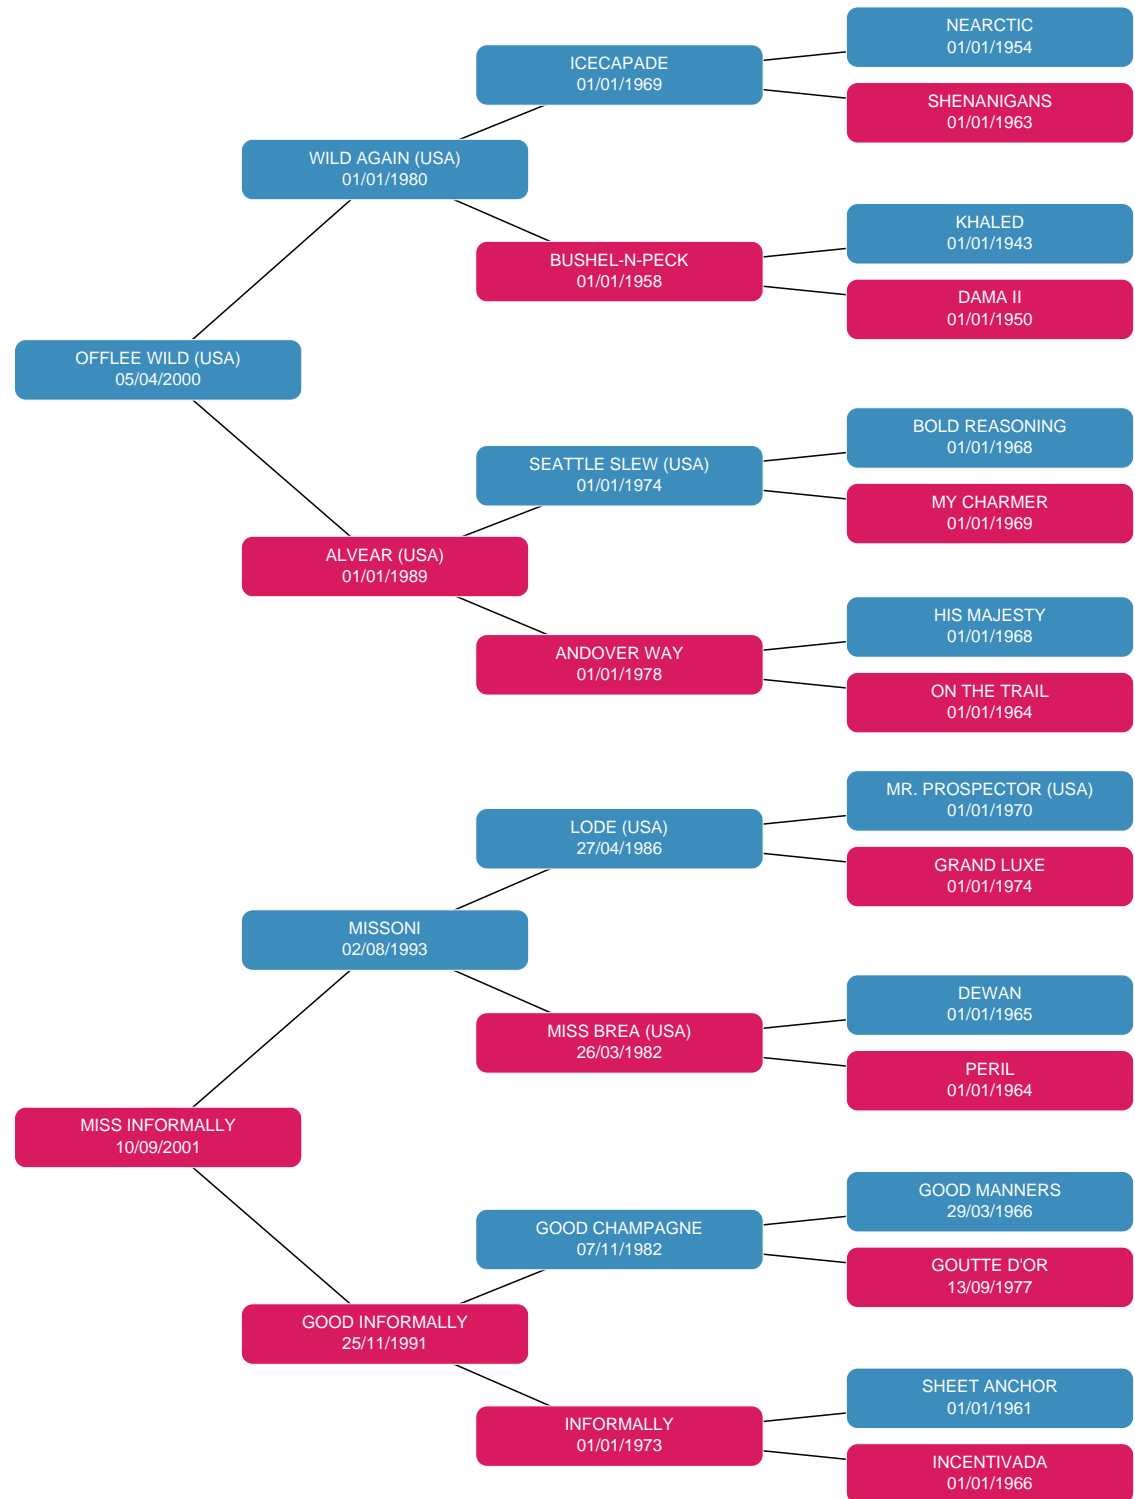 NEARCTIC
01/01/1954
ICECAPADE
01/01/1969
SHENANIGANS
01/01/1963
WILD AGAIN (USA)
01/01/1980
KHALED
01/01/1943
BUSHEL-N-PECK
01/01/1958
DAMA II
01/01/1950
OFFLEE WILD (USA)
05/04/2000
BOLD REASONING
01/01/1968
SEATTLE SLEW (USA)
01/01/1974
MY CHARMER
01/01/1969
ALVEAR (USA)
01/01/1989
HIS MAJESTY
01/01/1968
ANDOVER WAY
01/01/1978
ON THE TRAIL
01/01/1964
MR. PROSPECTOR (USA)
01/01/1970
LODE (USA)
27/04/1986
GRAND LUXE
01/01/1974
MISSONI
02/08/1993
DEWAN
01/01/1965
MISS BREA (USA)
26/03/1982
PERIL
01/01/1964
MISS INFORMALLY
10/09/2001
GOOD MANNERS
29/03/1966
GOOD CHAMPAGNE
07/11/1982
GOUTTE D'OR
13/09/1977
GOOD INFORMALLY
25/11/1991
SHEET ANCHOR
01/01/1961
INFORMALLY
01/01/1973
INCENTIVADA
01/01/1966